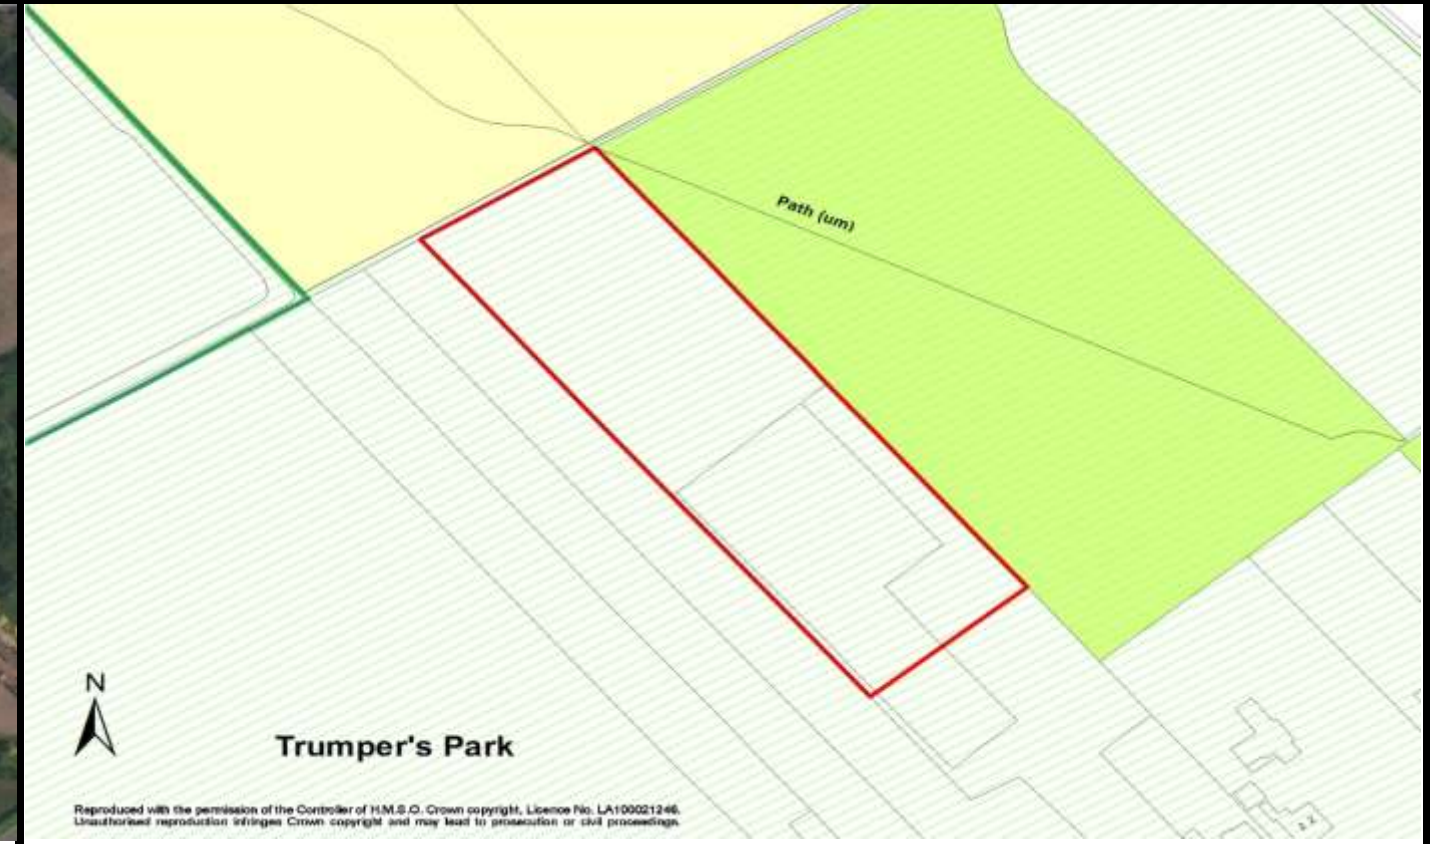 Path (um)
N
Trumper's Park
Reproduced with the permission of the Controller of H.M.S.O. Crown copyright, Licence No. LA100021246.
Unauthorised reproduction infringes Crown copyright and may lead to prosecution or civil proceedings.